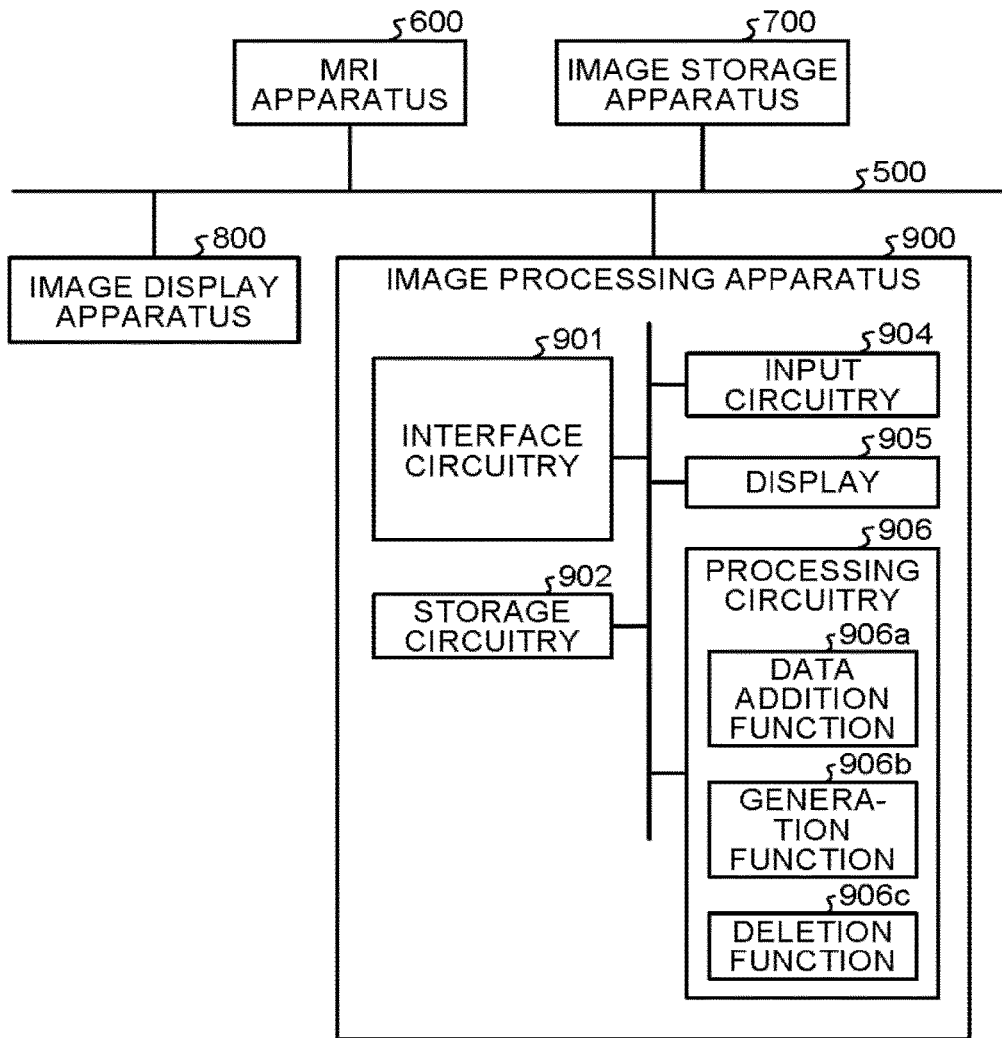 600
MRI
APPARATUS
700
IMAGE STORAGE
APPARATUS
500
800
IMAGE DISPLAY
APPARATUS
900
IMAGE PROCESSING APPARATUS
901
INTERFACE
CIRCUITRY
902
STORAGE
CIRCUITRY
904
INPUT
CIRCUITRY
905
DISPLAY
906
PROCESSING
CIRCUITRY
906a
DATA
ADDITION
FUNCTION
906b
GENERA-
TION
FUNCTION
906c
DELETION
FUNCTION